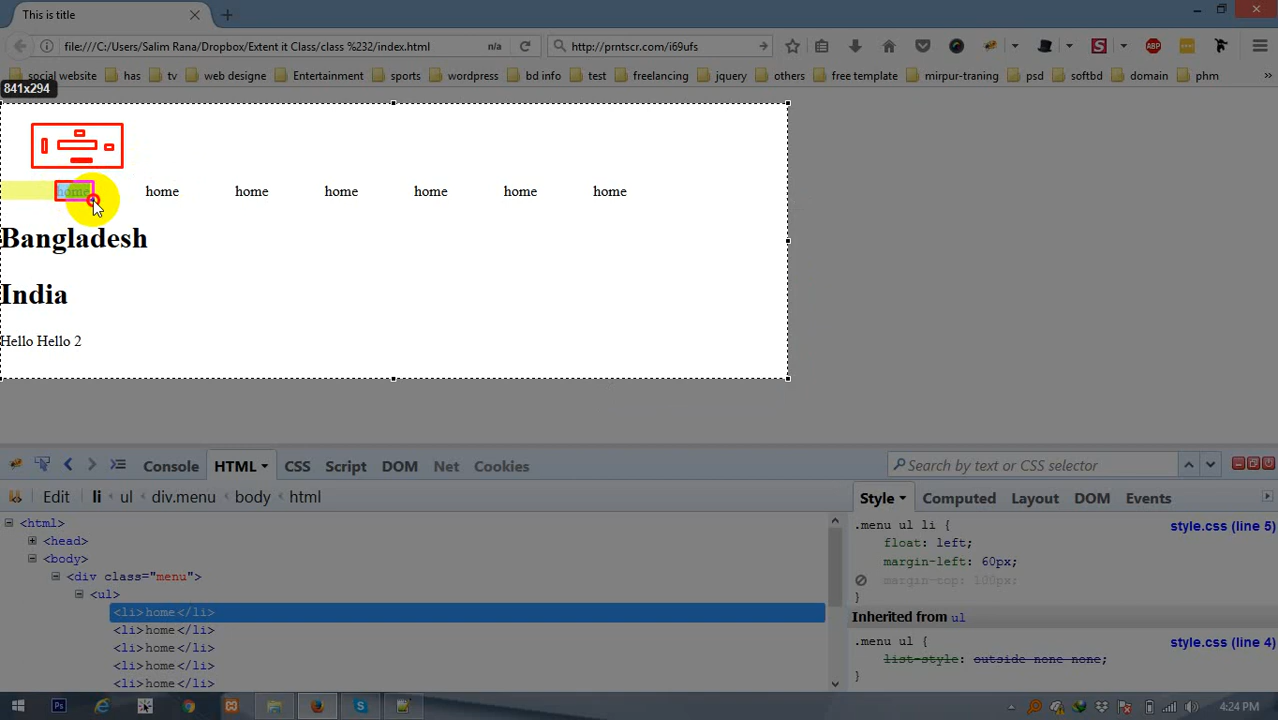 This is title
file:///C:/Users/Salim Rana/Dropbox/Extent it Class/class %232/index.html
n/a
http://prntscr.com/i69ufs
social website has tv web designe Entertainment sports wordpress bd info test freelancing jquery others free template mirpur-traning psd softbd domain phm »
841x294
home home home home home home home
Bangladesh
India
Hello Hello 2
Console HTML CSS Script DOM Net Cookies
Search by text or CSS selector
Edit li ul div.menu body html
Style Computed Layout DOM Events
<html>
<head>
<body>
<div class="menu">
<ul>
<li>home</li>
<li>home</li>
<li>home</li>
<li>home</li>
<li>home</li>
.menu ul li { style.css (line 5)
float: left;
margin-left: 60px;
margin-top: 100px;
}
Inherited from ul
.menu ul { style.css (line 4)
list-style: outside none none;
}
4:24 PM